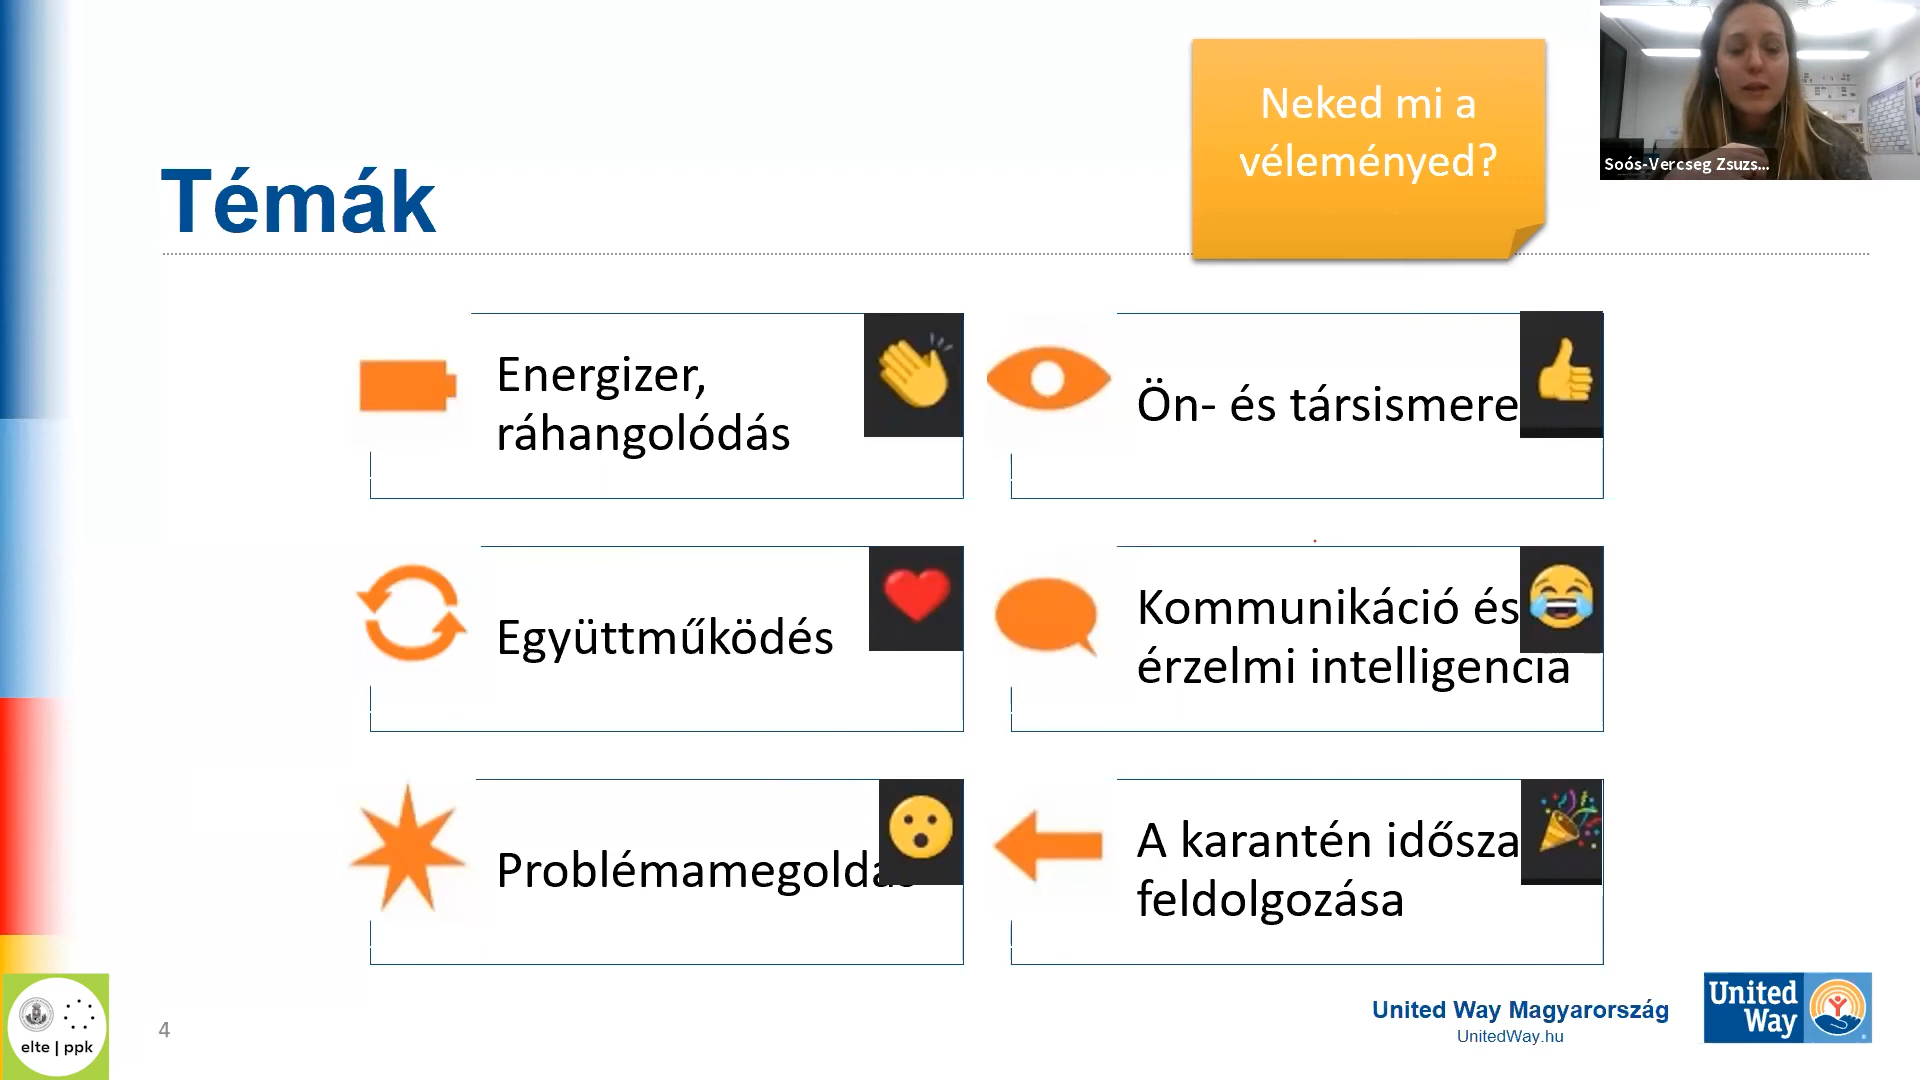 Neked mi a
véleményed?
Soós-Vercseg Zsuzs...
Témák
Energizer,
ráhangolódás
Ön- és társismere
Együttműködés
Kommunikáció és
érzelmi intelligencia
Problémamegoldás
A karantén idősza
feldolgozása
elte | ppk
4
United Way Magyarország
UnitedWay.hu
United
Way